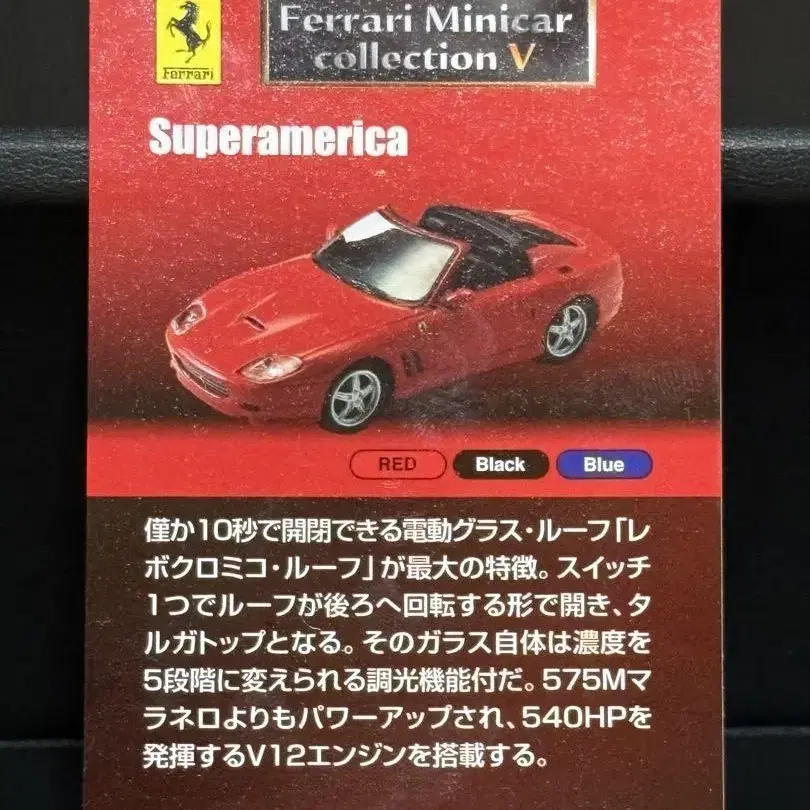 Ferrari
Ferrari Minicar
collection V
Superamerica
RED
Black
Blue
僅か10秒で開閉できる電動グラス・ルーフ「レ
ボクロミコ・ルーフ」が最大の特徴。スイッチ
1つでルーフが後ろへ回転する形で開き、タ
ルガトップとなる。そのガラス自体は濃度を
5段階に変えられる調光機能付だ。575Mマ
ラネロよりもパワーアップされ、540HPを
発揮するV12エンジンを搭載する。